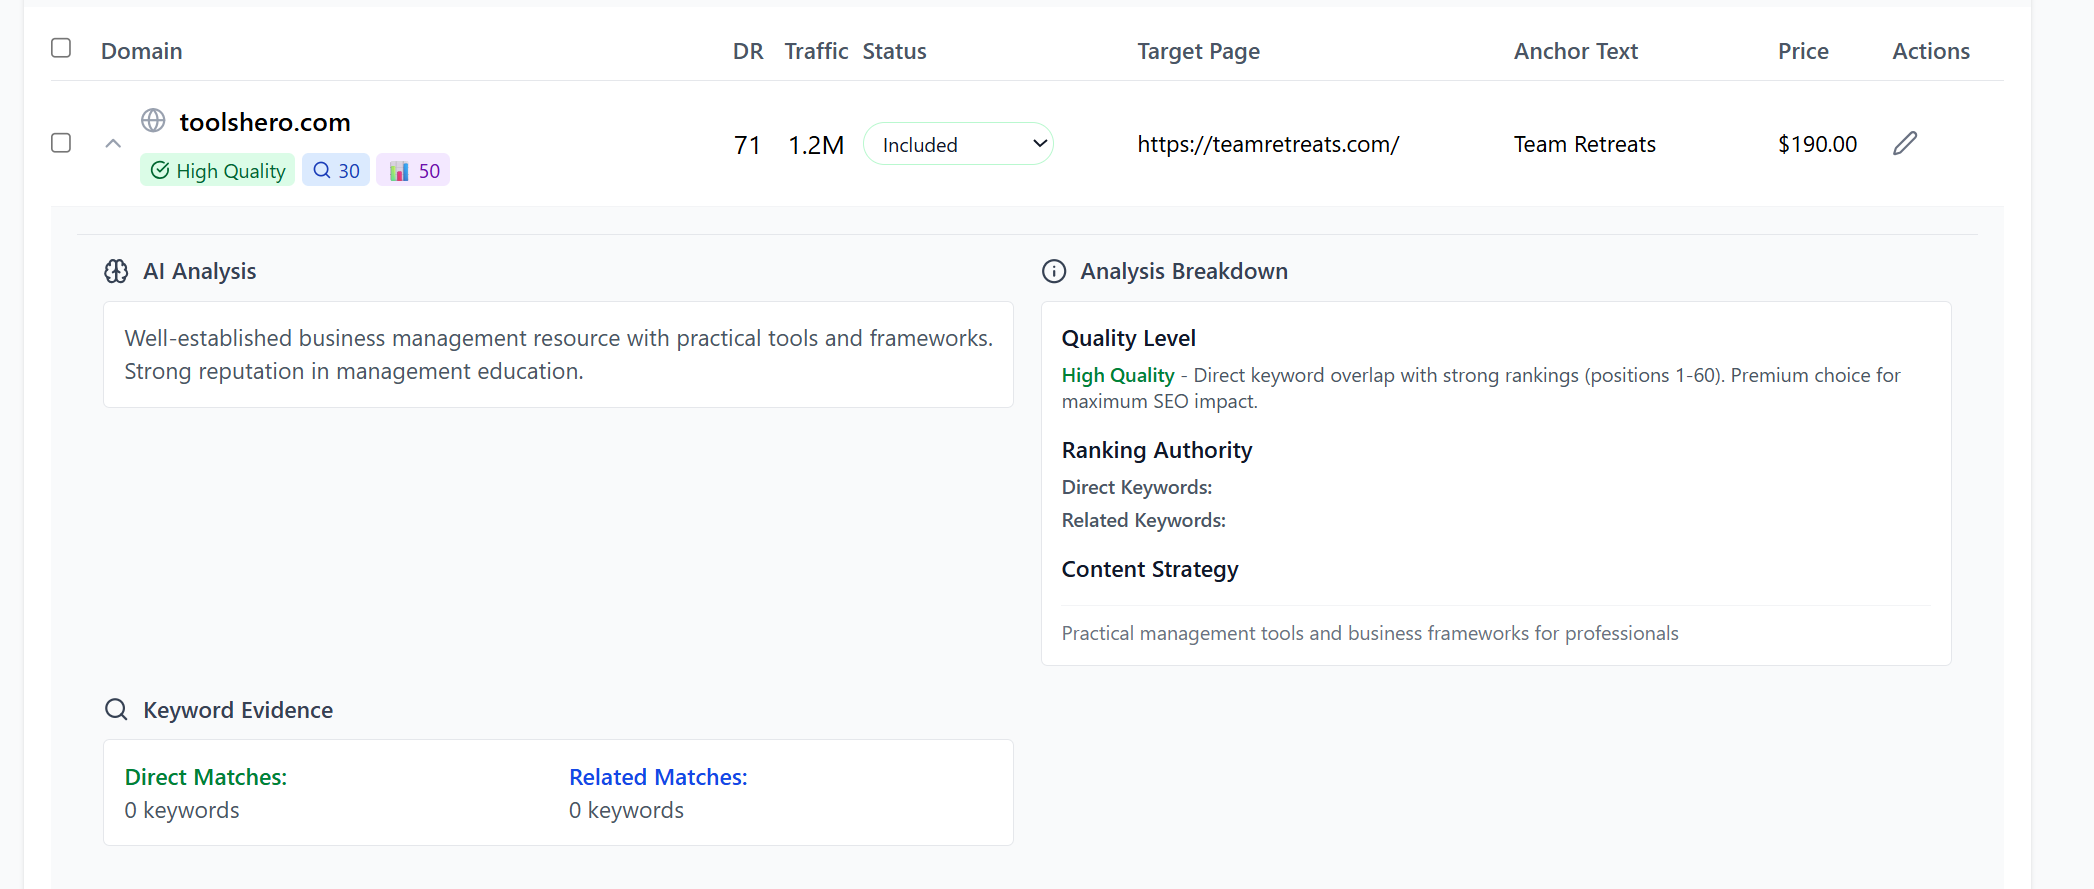 Domain DR Traffic Status Target Page Anchor Text Price Actions
toolshero.com
High Quality 30 50
71 1.2M Included https://teamretreats.com/ Team Retreats $190.00
AI Analysis
Well-established business management resource with practical tools and frameworks.
Strong reputation in management education.
Analysis Breakdown
Quality Level
High Quality - Direct keyword overlap with strong rankings (positions 1-60). Premium choice for
maximum SEO impact.
Ranking Authority
Direct Keywords:
Related Keywords:
Content Strategy
Practical management tools and business frameworks for professionals
Keyword Evidence
Direct Matches:
0 keywords
Related Matches:
0 keywords